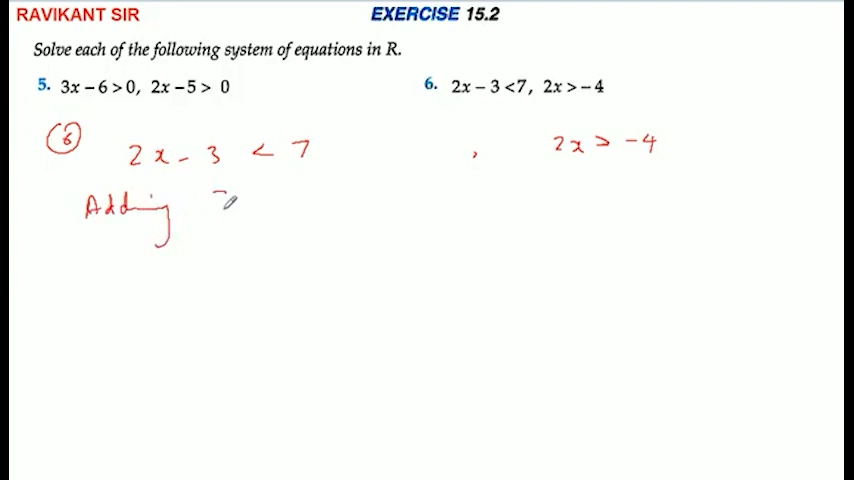 RAVIKANT SIR EXERCISE 15.2
Solve each of the following system of equations in R.
5. 3x – 6 > 0, 2x – 5 > 0 6. 2x – 3 < 7, 2x > – 4
6 2x - 3 < 7 , 2x > -4
Adding